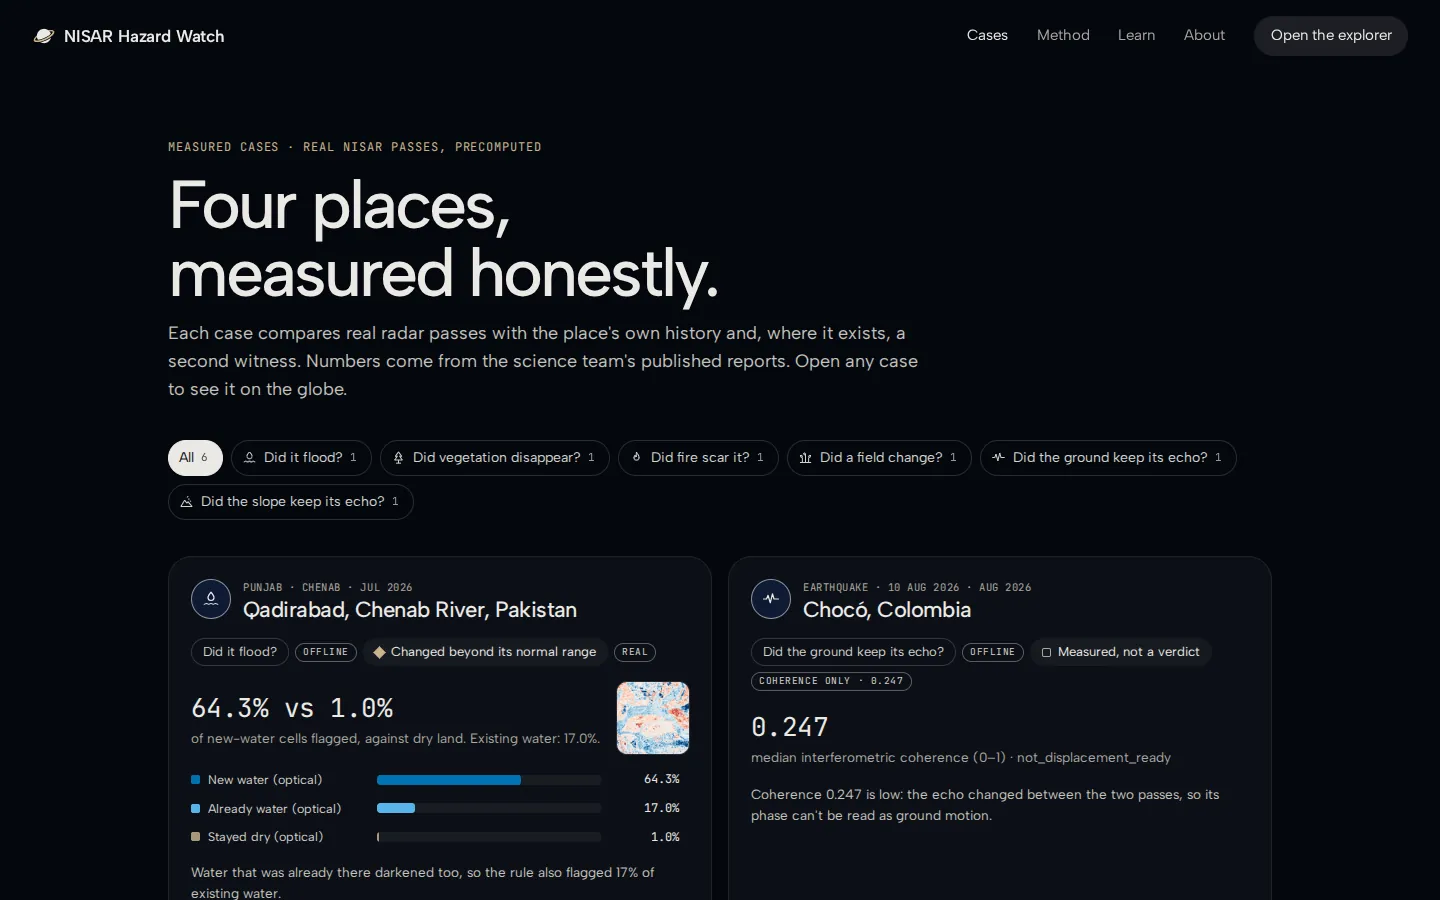 NISAR Hazard Watch
Cases
Method
Learn
About
Open the explorer
MEASURED CASES · REAL NISAR PASSES, PRECOMPUTED
Four places,
measured honestly.
Each case compares real radar passes with the place's own history and, where it exists, a
second witness. Numbers come from the science team's published reports. Open any case
to see it on the globe.
All 6
Did it flood? 1
Did vegetation disappear? 1
Did fire scar it? 1
Did a field change? 1
Did the ground keep its echo? 1
Did the slope keep its echo? 1
PUNJAB · CHENAB · JUL 2026
Qadirabad, Chenab River, Pakistan
Did it flood?
OFFLINE
Changed beyond its normal range
REAL
64.3% vs 1.0%
of new-water cells flagged, against dry land. Existing water: 17.0%.
New water (optical) 64.3%
Already water (optical) 17.0%
Stayed dry (optical) 1.0%
Water that was already there darkened too, so the rule also flagged 17% of
existing water.
EARTHQUAKE · 10 AUG 2026 · AUG 2026
Chocó, Colombia
Did the ground keep its echo?
OFFLINE
Measured, not a verdict
COHERENCE ONLY · 0.247
0.247
median interferometric coherence (0–1) · not_displacement_ready
Coherence 0.247 is low: the echo changed between the two passes, so its
phase can't be read as ground motion.